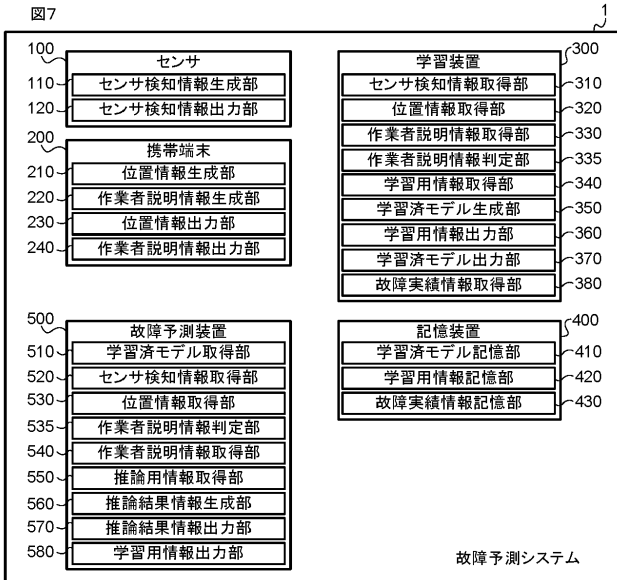 図7
1
100
センサ
110 センサ検知情報生成部
120 センサ検知情報出力部
200
携帯端末
210 位置情報生成部
220 作業者説明情報生成部
230 位置情報出力部
240 作業者説明情報出力部
300
学習装置
センサ検知情報取得部 310
位置情報取得部 320
作業者説明情報取得部 330
作業者説明情報判定部 335
学習用情報取得部 340
学習済モデル生成部 350
学習用情報出力部 360
学習済モデル出力部 370
故障実績情報取得部 380
500
故障予測装置
510 学習済モデル取得部
520 センサ検知情報取得部
530 位置情報取得部
535 作業者説明情報判定部
540 作業者説明情報取得部
550 推論用情報取得部
560 推論結果情報生成部
570 推論結果情報出力部
580 学習用情報出力部
400
記憶装置
学習済モデル記憶部 410
学習用情報記憶部 420
故障実績情報記憶部 430
故障予測システム